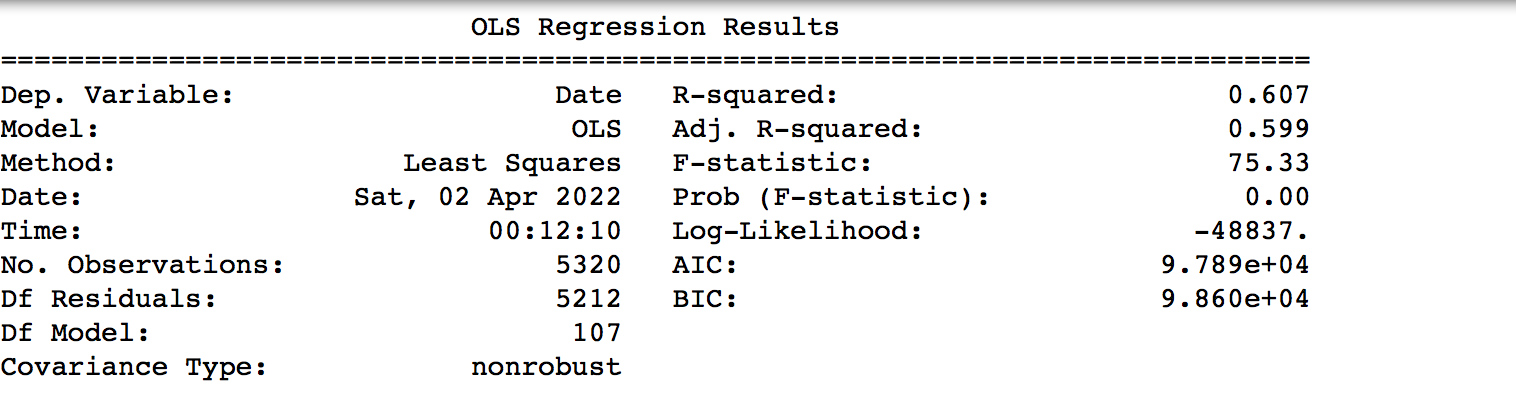 OLS Regression Results
==============================================================================
Dep. Variable: Date R-squared: 0.607
Model: OLS Adj. R-squared: 0.599
Method: Least Squares F-statistic: 75.33
Date: Sat, 02 Apr 2022 Prob (F-statistic): 0.00
Time: 00:12:10 Log-Likelihood: -48837.
No. Observations: 5320 AIC: 9.789e+04
Df Residuals: 5212 BIC: 9.860e+04
Df Model: 107
Covariance Type: nonrobust